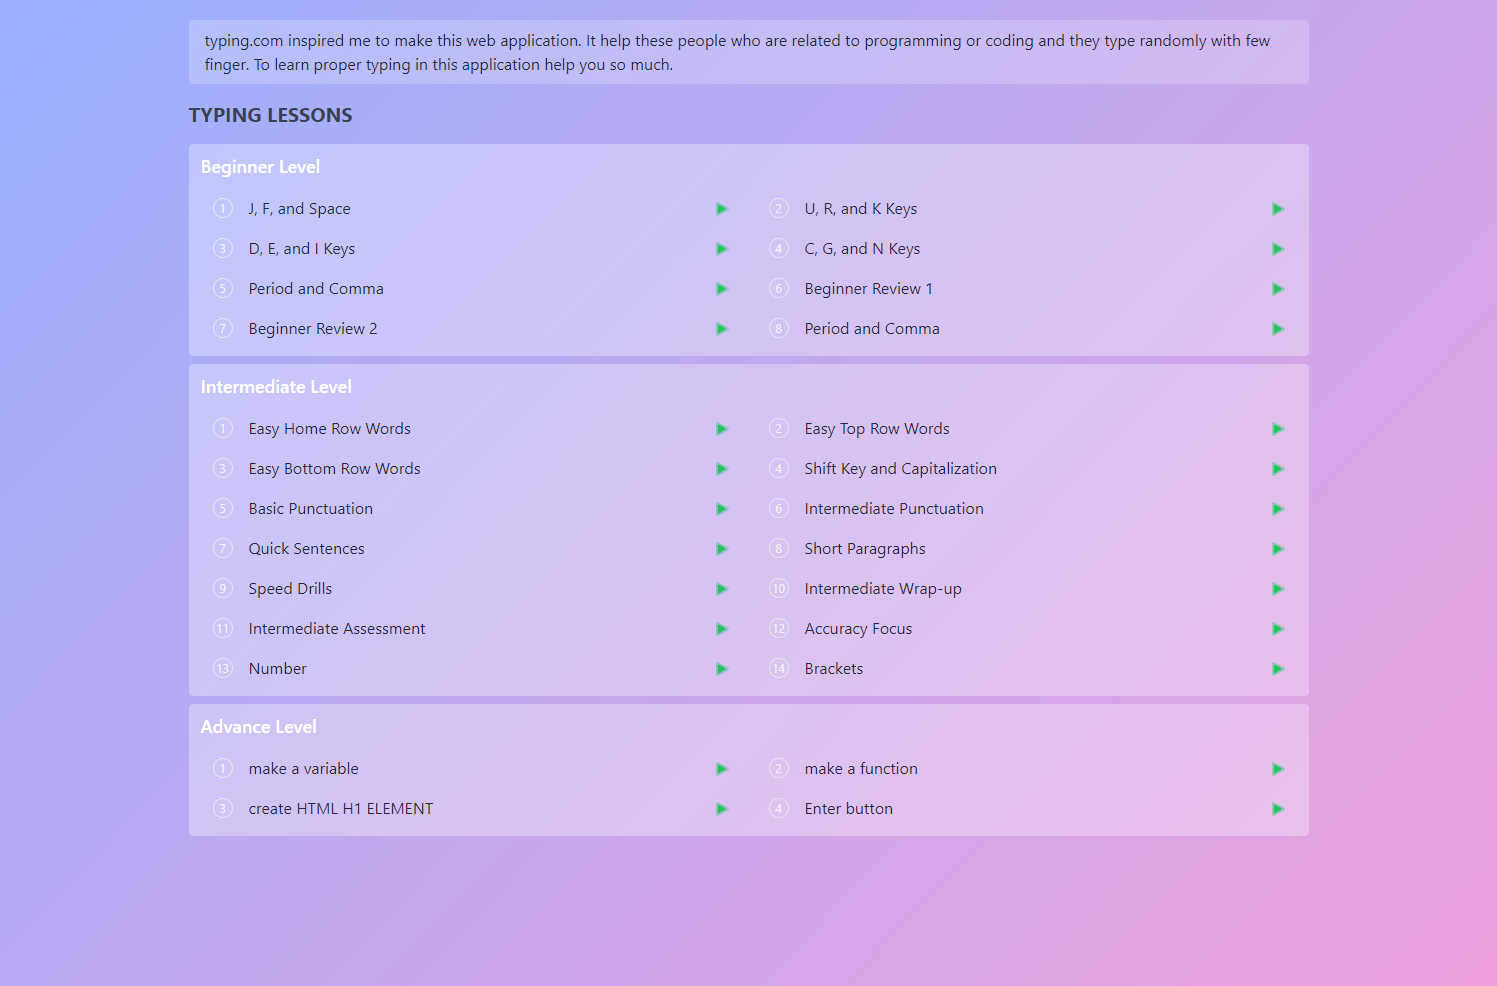 typing.com inspired me to make this web application. It help these people who are related to programming or coding and they type randomly with few
finger. To learn proper typing in this application help you so much.
TYPING LESSONS
Beginner Level
1 J, F, and Space
2 U, R, and K Keys
3 D, E, and I Keys
4 C, G, and N Keys
5 Period and Comma
6 Beginner Review 1
7 Beginner Review 2
8 Period and Comma
Intermediate Level
1 Easy Home Row Words
2 Easy Top Row Words
3 Easy Bottom Row Words
4 Shift Key and Capitalization
5 Basic Punctuation
6 Intermediate Punctuation
7 Quick Sentences
8 Short Paragraphs
9 Speed Drills
10 Intermediate Wrap-up
11 Intermediate Assessment
12 Accuracy Focus
13 Number
14 Brackets
Advance Level
1 make a variable
2 make a function
3 create HTML H1 ELEMENT
4 Enter button